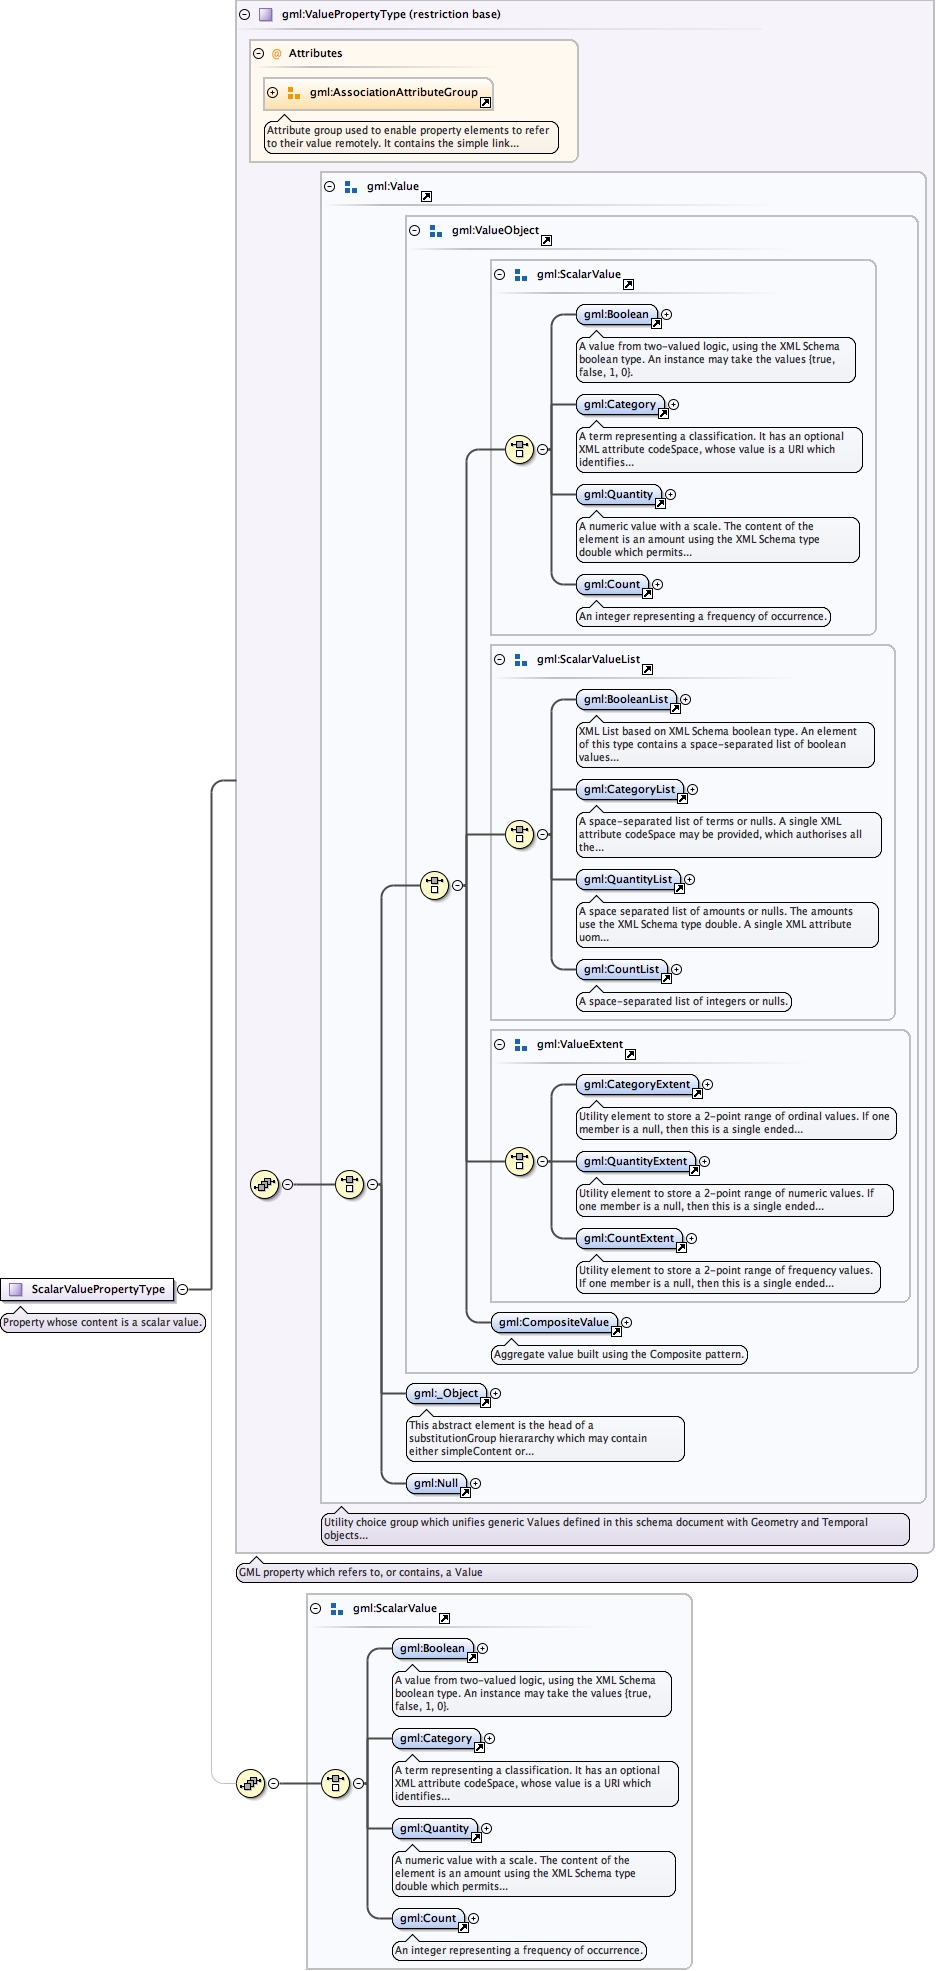 gml:ValuePropertyType (restriction base)
@ Attributes
gml:AssociationAttributeGroup
Attribute group used to enable property elements to refer
to their value remotely. It contains the simple link...
gml:Value
gml:ValueObject
gml:ScalarValue
gml:Boolean
A value from two-valued logic, using the XML Schema
boolean type. An instance may take the values {true,
false, 1, 0}.
gml:Category
A term representing a classification. It has an optional
XML attribute codeSpace, whose value is a URI which
identifies...
gml:Quantity
A numeric value with a scale. The content of the
element is an amount using the XML Schema type
double which permits...
gml:Count
An integer representing a frequency of occurrence.
gml:ScalarValueList
gml:BooleanList
XML List based on XML Schema boolean type. An element
of this type contains a space-separated list of boolean
values...
gml:CategoryList
A space-separated list of terms or nulls. A single XML
attribute codeSpace may be provided, which authorises all
the...
gml:QuantityList
A space separated list of amounts or nulls. The amounts
use the XML Schema type double. A single XML attribute
uom...
gml:CountList
A space-separated list of integers or nulls.
gml:ValueExtent
gml:CategoryExtent
Utility element to store a 2-point range of ordinal values. If one
member is a null, then this is a single ended...
gml:QuantityExtent
Utility element to store a 2-point range of numeric values. If
one member is a null, then this is a single ended...
gml:CountExtent
Utility element to store a 2-point range of frequency values.
If one member is a null, then this is a single ended...
ScalarValuePropertyType
Property whose content is a scalar value.
gml:CompositeValue
Aggregate value built using the Composite pattern.
gml:_Object
This abstract element is the head of a
substitutionGroup hierararchy which may contain
either simpleContent or...
gml:Null
Utility choice group which unifies generic Values defined in this schema document with Geometry and Temporal
objects...
GML property which refers to, or contains, a Value
gml:ScalarValue
gml:Boolean
A value from two-valued logic, using the XML Schema
boolean type. An instance may take the values {true,
false, 1, 0}.
gml:Category
A term representing a classification. It has an optional
XML attribute codeSpace, whose value is a URI which
identifies...
gml:Quantity
A numeric value with a scale. The content of the
element is an amount using the XML Schema type
double which permits...
gml:Count
An integer representing a frequency of occurrence.